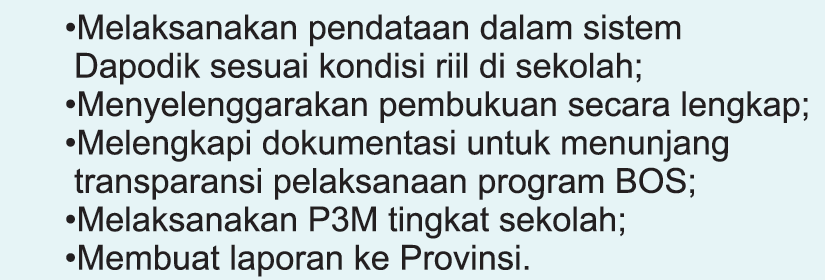 •Melaksanakan pendataan dalam sistem
Dapodik sesuai kondisi riil di sekolah;
•Menyelenggarakan pembukuan secara lengkap;
•Melengkapi dokumentasi untuk menunjang
transparansi pelaksanaan program BOS;
•Melaksanakan P3M tingkat sekolah;
•Membuat laporan ke Provinsi.